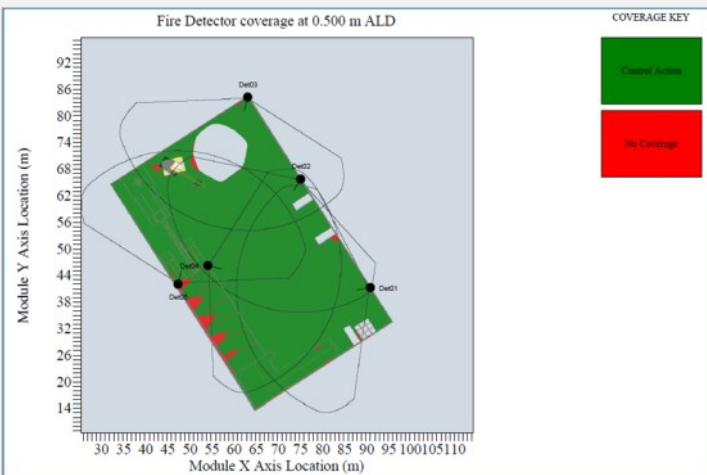 Fire Detector coverage at 0.500 m ALD
COVERAGE KEY
Control Action
No Coverage
Module Y Axis Location (m)
92
86
80
74
68
62
56
50
44
38
32
26
20
14
Det03
Det02
Det04
Det05
Det01
30 35 40 45 50 55 60 65 70 75 80 85 90 95 100105110
Module X Axis Location (m)